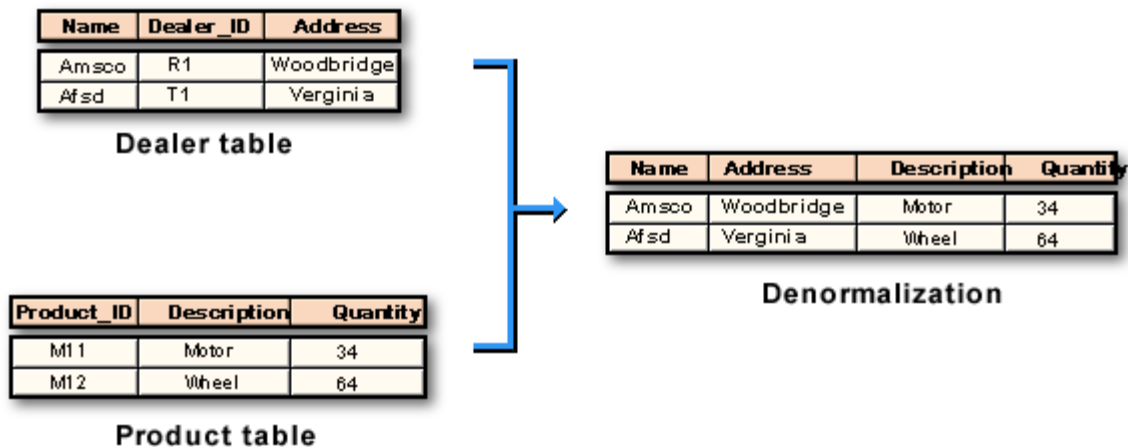 Name Dealer_ID Address
Amsco R1 Woodbridge
Afsd T1 Verginia
Dealer table
Name Address Description Quantity
Amsco Woodbridge Motor 34
Afsd Verginia Wheel 64
Denormalization
Product_ID Description Quantity
M11 Motor 34
M12 Wheel 64
Product table